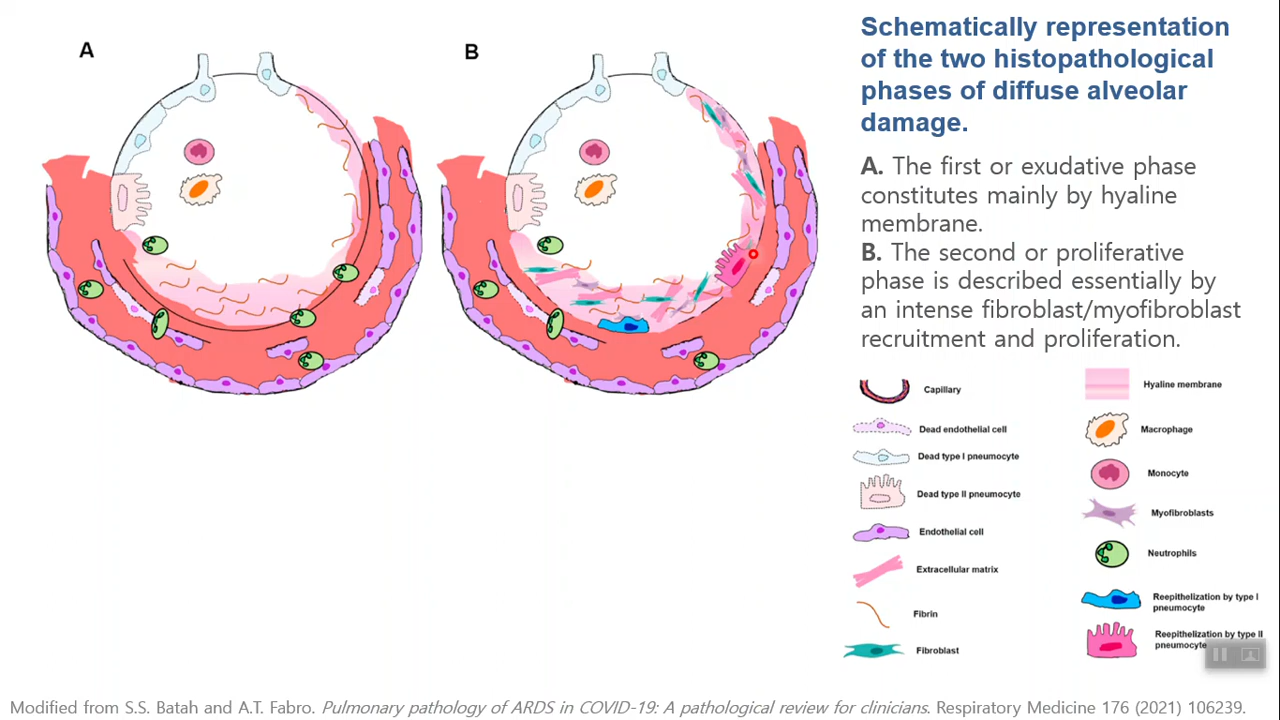 A
B
Schematically representation
of the two histopathological
phases of diffuse alveolar
damage.
A. The first or exudative phase
constitutes mainly by hyaline
membrane.
B. The second or proliferative
phase is described essentially by
an intense fibroblast/myofibroblast
recruitment and proliferation.
Capillary
Dead endothelial cell
Dead type I pneumocyte
Dead type II pneumocyte
Endothelial cell
Extracellular matrix
Fibrin
Fibroblast
Hyaline membrane
Macrophage
Monocyte
Myofibroblasts
Neutrophils
Reepithelization by type I
pneumocyte
Reepithelization by type II
pneumocyte
Modified from S.S. Batah and A.T. Fabro. Pulmonary pathology of ARDS in COVID-19: A pathological review for clinicians. Respiratory Medicine 176 (2021) 106239.